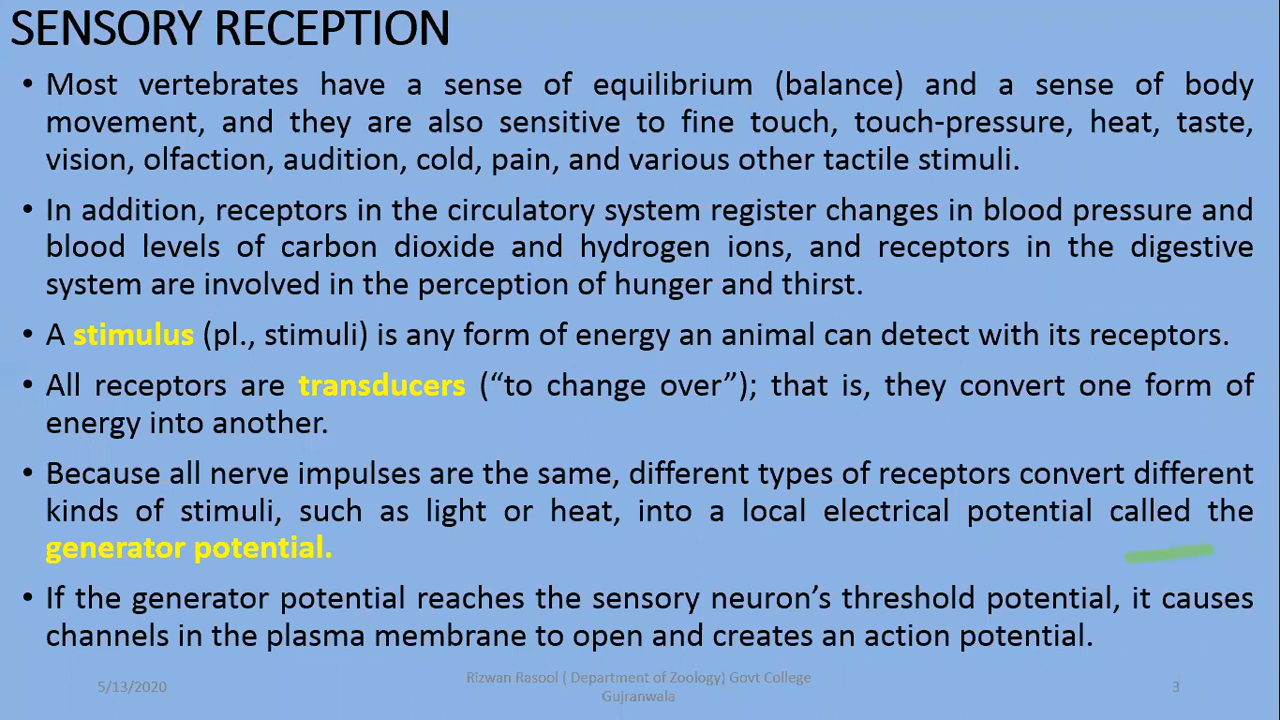 SENSORY RECEPTION
• Most vertebrates have a sense of equilibrium (balance) and a sense of body
movement, and they are also sensitive to fine touch, touch-pressure, heat, taste,
vision, olfaction, audition, cold, pain, and various other tactile stimuli.
• In addition, receptors in the circulatory system register changes in blood pressure and
blood levels of carbon dioxide and hydrogen ions, and receptors in the digestive
system are involved in the perception of hunger and thirst.
• A stimulus (pl., stimuli) is any form of energy an animal can detect with its receptors.
• All receptors are transducers (“to change over”); that is, they convert one form of
energy into another.
• Because all nerve impulses are the same, different types of receptors convert different
kinds of stimuli, such as light or heat, into a local electrical potential called the
generator potential.
• If the generator potential reaches the sensory neuron’s threshold potential, it causes
channels in the plasma membrane to open and creates an action potential.
5/13/2020
Rizwan Rasool ( Department of Zoology) Govt College
Gujranwala
3